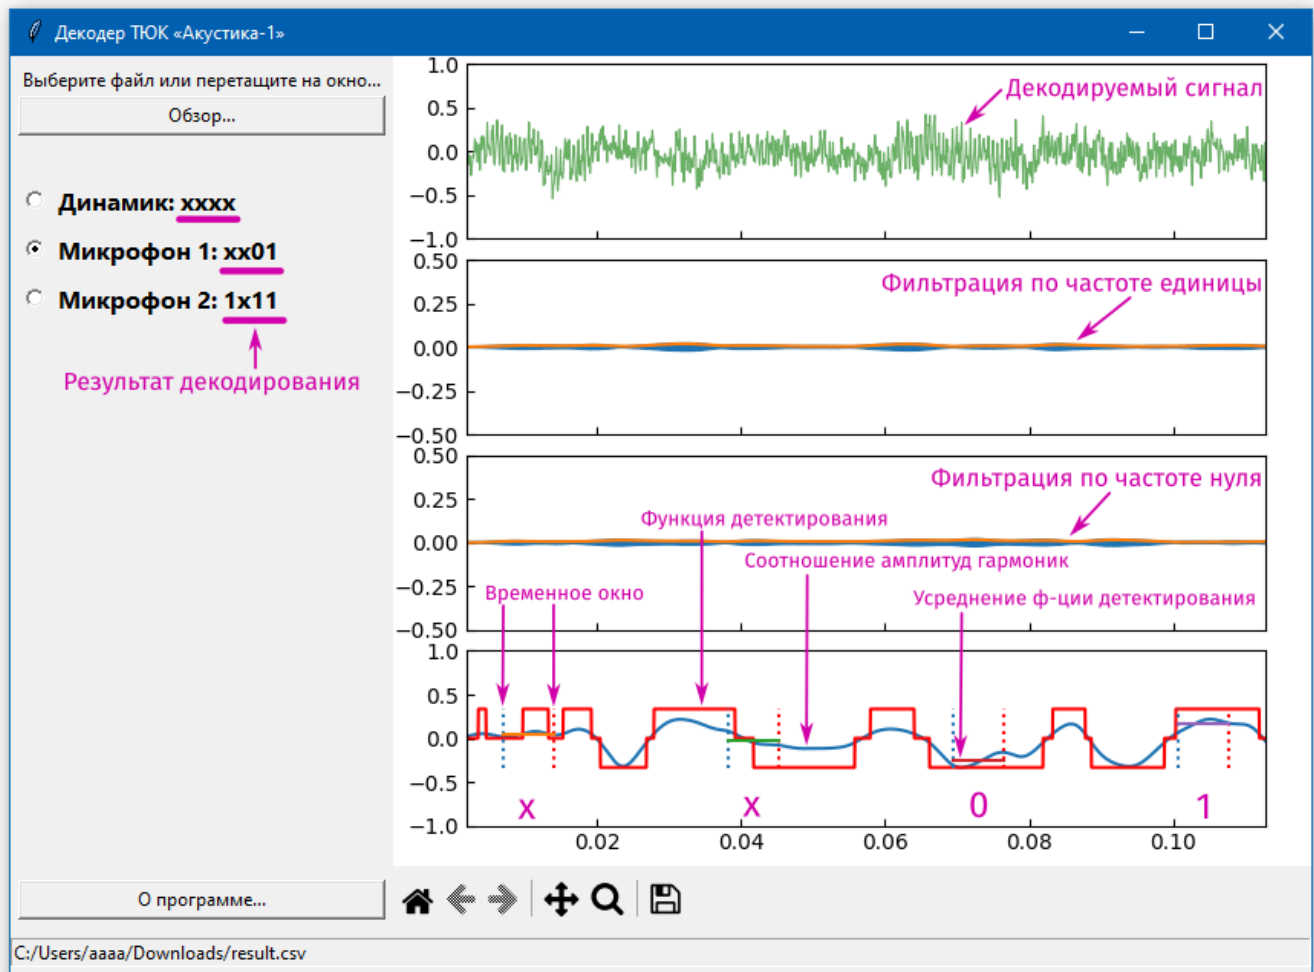 Декодер ТЮК «Акустика-1»
Выберите файл или перетащите на окно...
Обзор...
Динамик: xxxx
Микрофон 1: xx01
Микрофон 2: 1x11
Результат декодирования
1.0
0.5
0.0
−0.5
−1.0
Декодируемый сигнал
0.50
0.25
0.00
−0.25
−0.50
Фильтрация по частоте единицы
0.50
0.25
0.00
−0.25
−0.50
Фильтрация по частоте нуля
Функция детектирования
Соотношение амплитуд гармоник
Временное окно
Усреднение ф-ции детектирования
1.0
0.5
0.0
−0.5
−1.0
x x 0 1
0.02 0.04 0.06 0.08 0.10
О программе...
C:/Users/aaaa/Downloads/result.csv